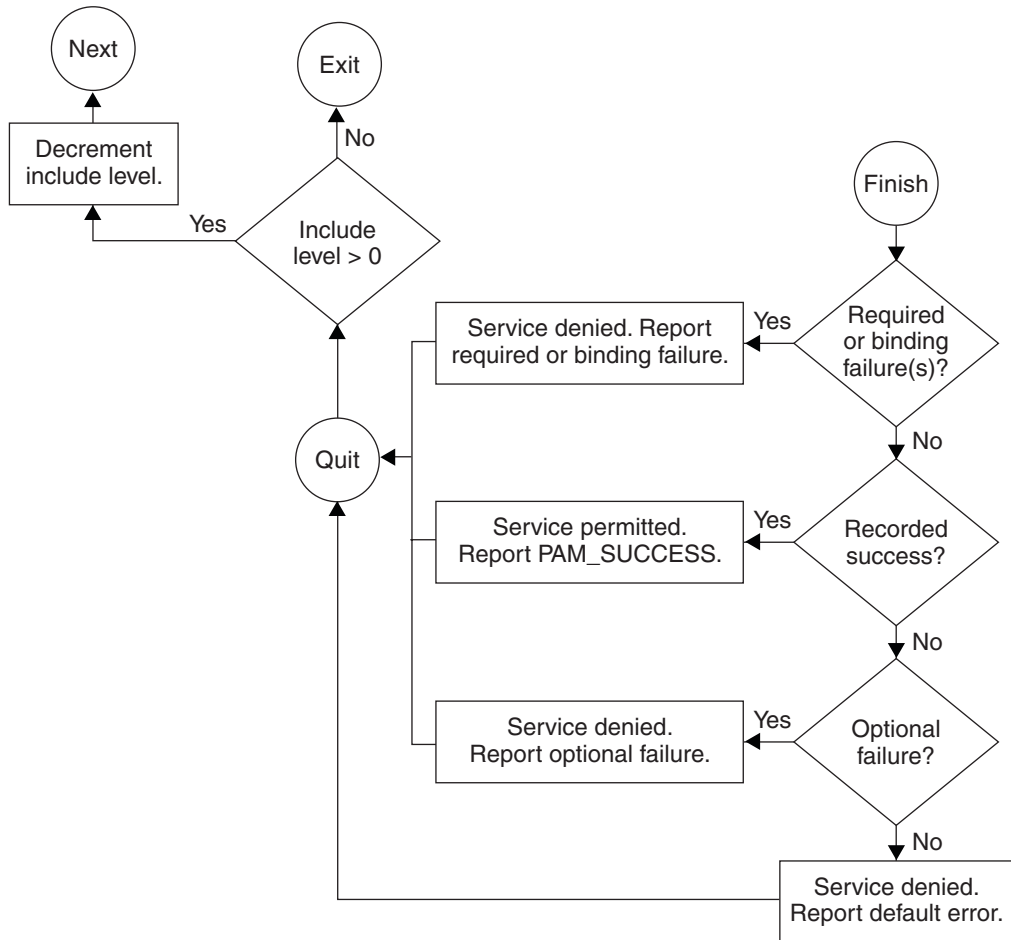 Next
Exit
Decrement
include level.
No
Yes
Include
level > 0
Finish
Service denied. Report
required or binding failure.
Yes
Required
or binding
failure(s)?
No
Quit
Service permitted.
Report PAM_SUCCESS.
Yes
Recorded
success?
No
Service denied.
Report optional failure.
Yes
Optional
failure?
No
Service denied.
Report default error.